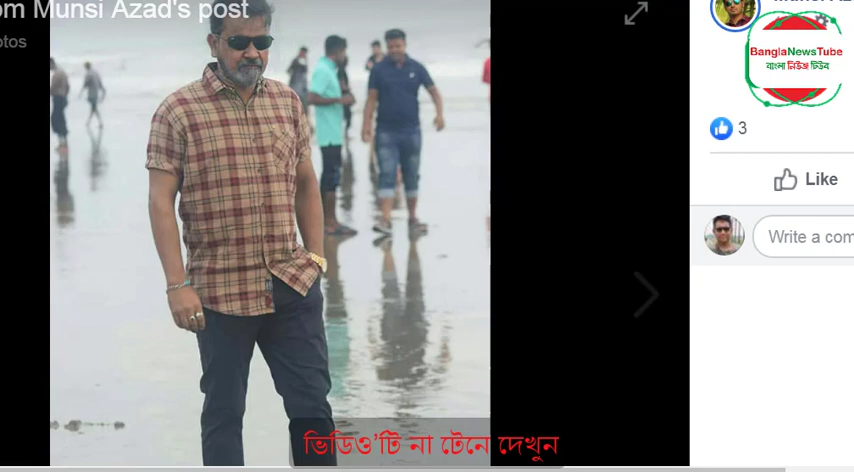 om Munsi Azad's post
otos
BanglaNewsTube
বাংলা নিউজ টিউব
3
Like
Write a com
ভিডিও'টি না টেনে দেখুন